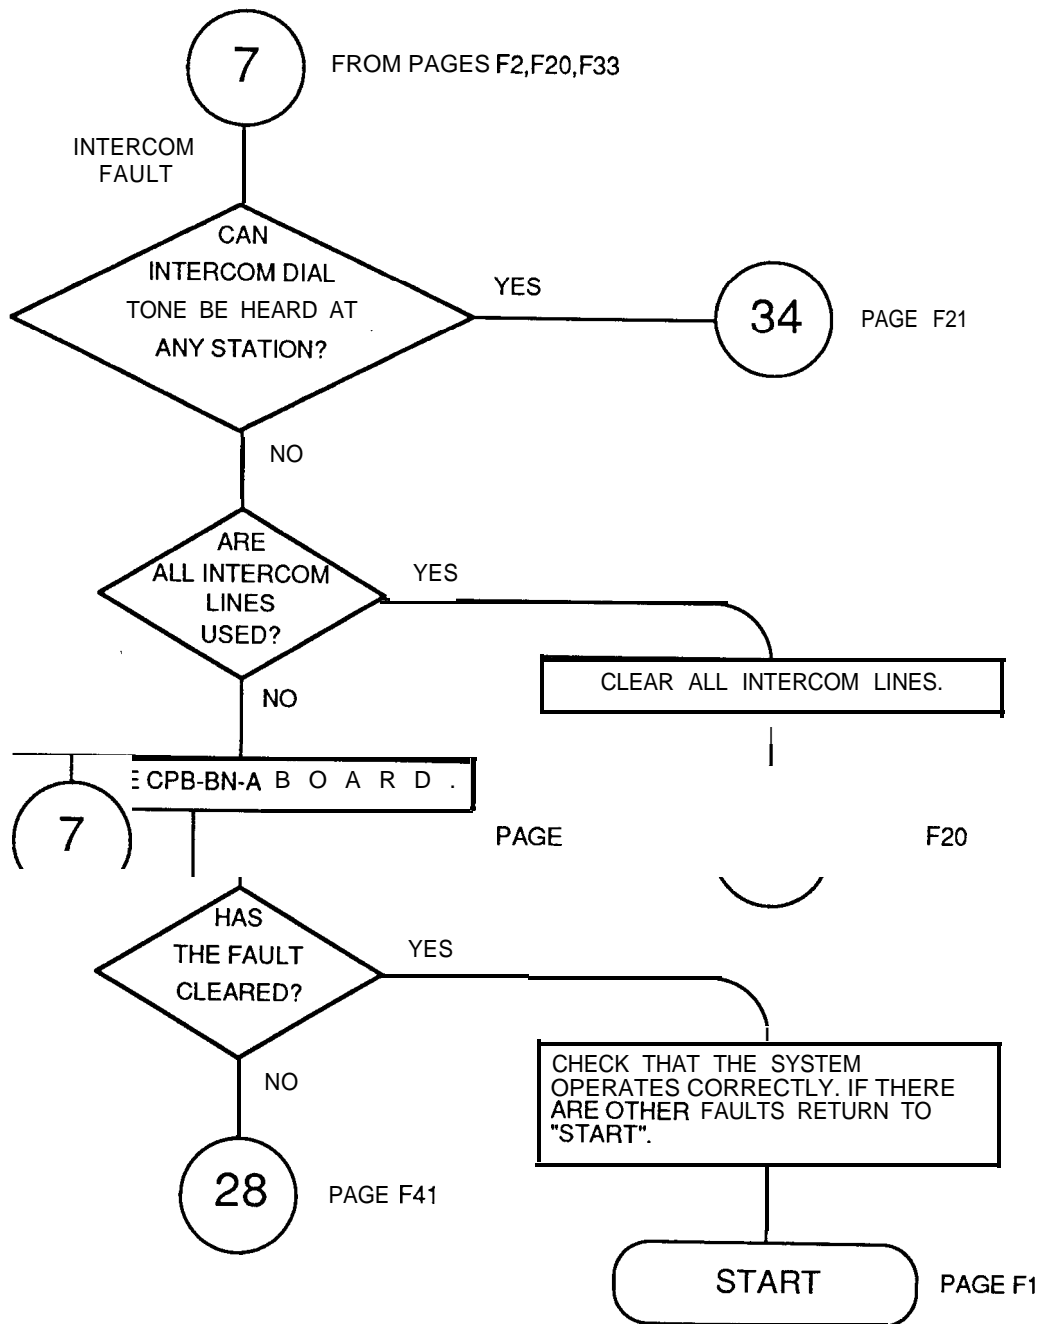 7
FROM PAGES F2,F20,F33
INTERCOM
FAULT
CAN
INTERCOM DIAL
TONE BE HEARD AT
ANY STATION?
YES
34
PAGE F21
NO
ARE
ALL INTERCOM
LINES
USED?
YES
CLEAR ALL INTERCOM LINES.
NO
CPB-BN-A BOARD.
7
PAGE F20
HAS
THE FAULT
CLEARED?
YES
CHECK THAT THE SYSTEM
OPERATES CORRECTLY. IF THERE
ARE OTHER FAULTS RETURN TO
"START".
NO
28
PAGE F41
START
PAGE F1